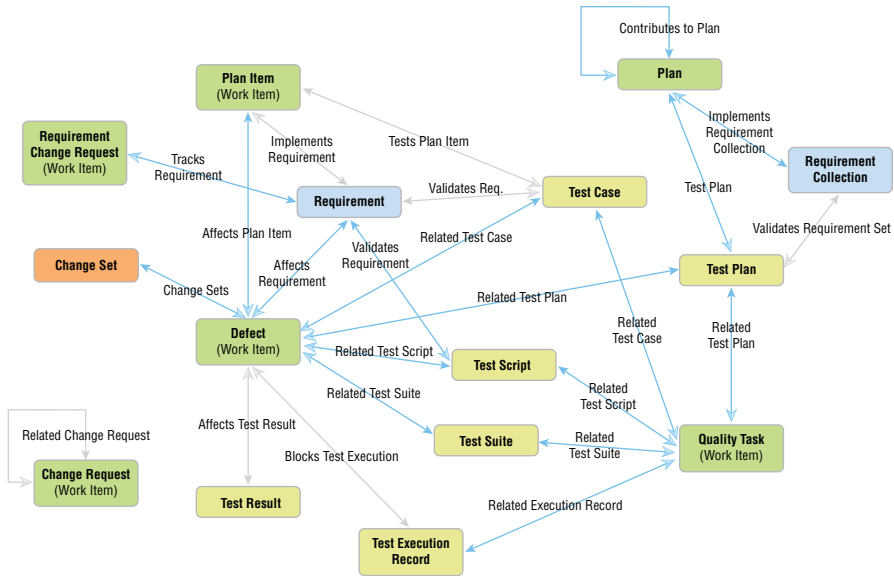 Contributes to Plan
Plan
Plan Item
(Work Item)
Implements
Requirement
Collection
Requirement
Change Request
(Work Item)
Tracks
Requirement
Implements
Requirement
Tests Plan Item
Requirement
Collection
Requirement
Validates Req.
Test Case
Test Plan
Validates Requirement Set
Affects Plan Item
Related Test Case
Validates
Requirement
Change Set
Change Sets
Affects
Requirement
Test Plan
Related Test Plan
Defect
(Work Item)
Related
Test Case
Related
Test Plan
Related Test Script
Test Script
Related Test Suite
Related
Test Script
Affects Test Result
Related Change Request
Test Suite
Related
Test Suite
Quality Task
(Work Item)
Blocks Test Execution
Change Request
(Work Item)
Test Result
Related Execution Record
Test Execution
Record